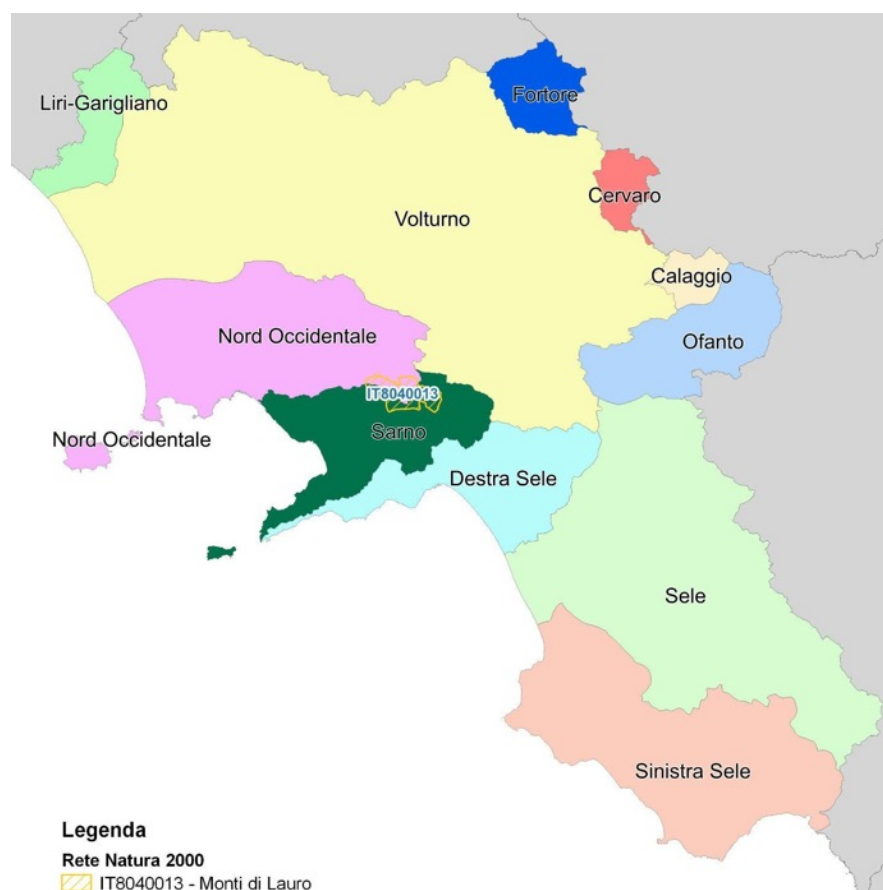 Fortore
Liri-Garigliano
Cervaro
Volturno
Calaggio
Nord Occidentale
Ofanto
IT8040013
Sarno
Nord Occidentale
Destra Sele
Sele
Sinistra Sele
Legenda
Rete Natura 2000
IT8040013 - Monti di Lauro